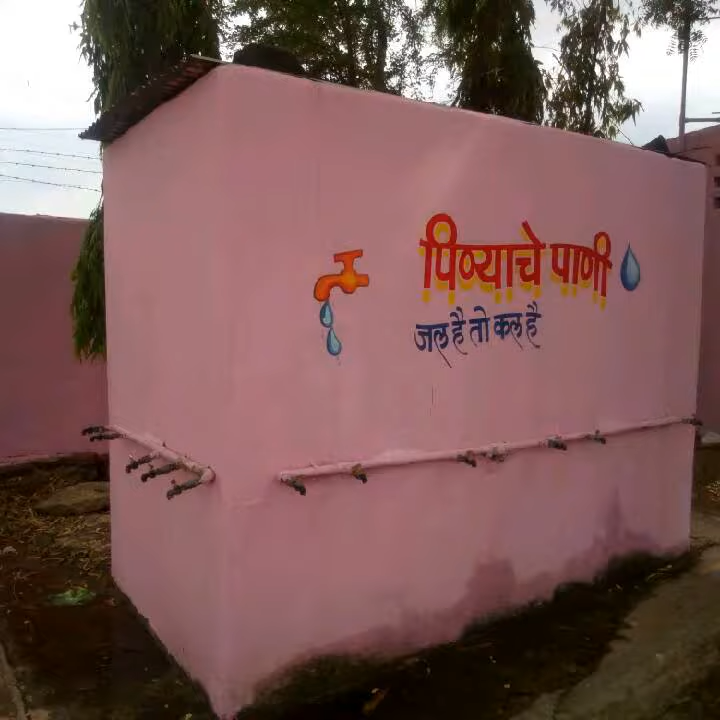 पिण्याचे पाणी
जल है तो कल है